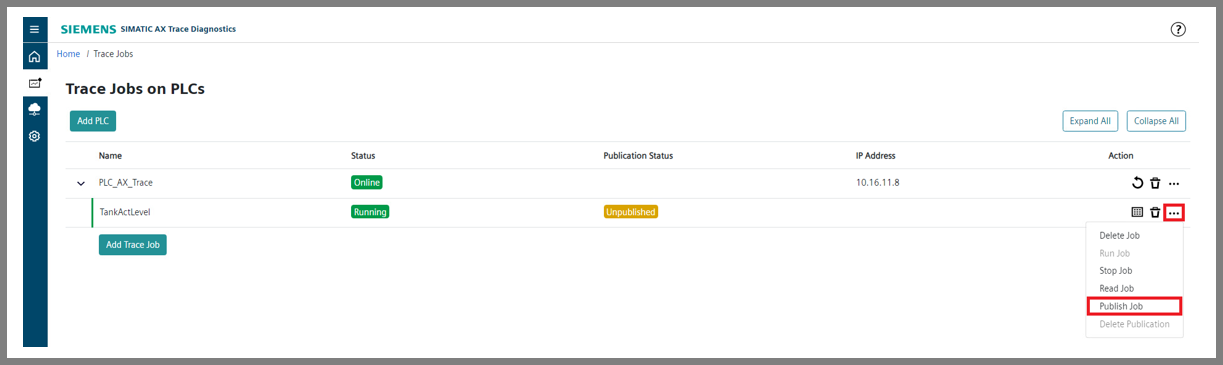 SIEMENS SIMATIC AX Trace Diagnostics
?
Home / Trace Jobs
Trace Jobs on PLCs
Add PLC
Expand All
Collapse All
Name Status Publication Status IP Address Action
PLC_AX_Trace Online 10.16.11.8
TankActLevel Running Unpublished
Add Trace Job
Delete Job
Run Job
Stop Job
Read Job
Publish Job
Delete Publication